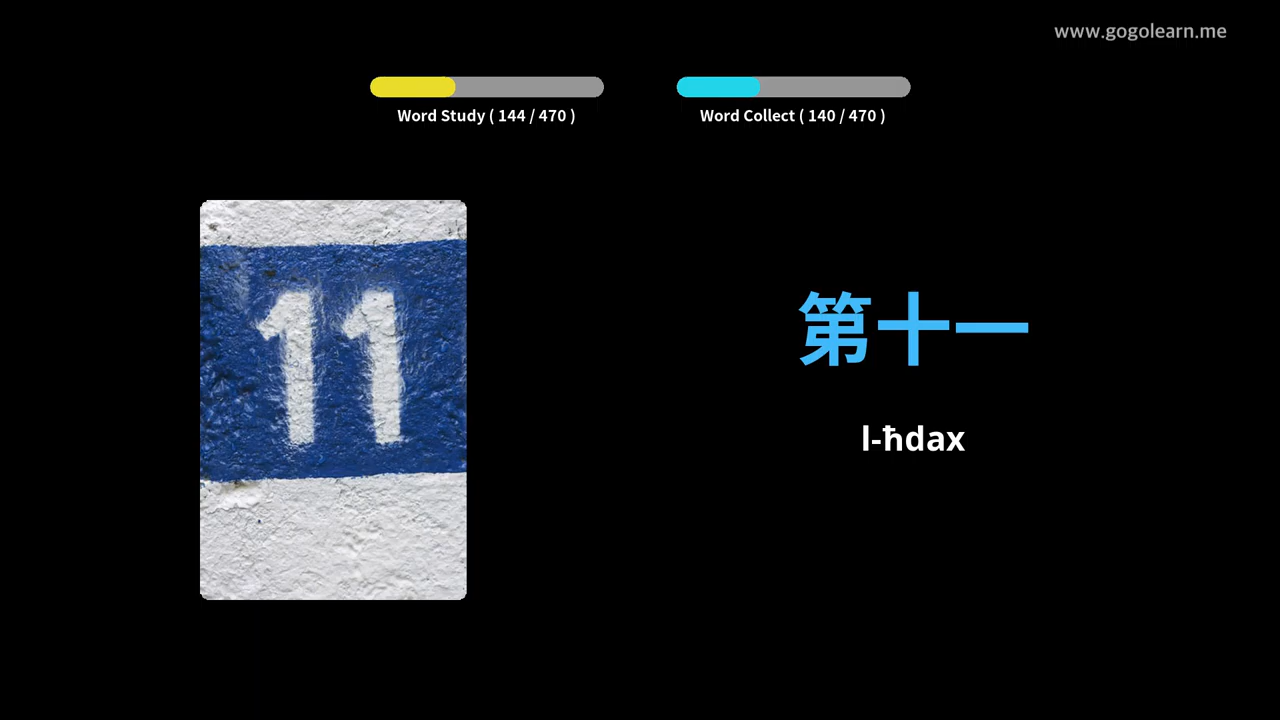 www.gogolearn.me
Word Study ( 144 / 470 )
Word Collect ( 140 / 470 )
11
第十一
l-ħdax